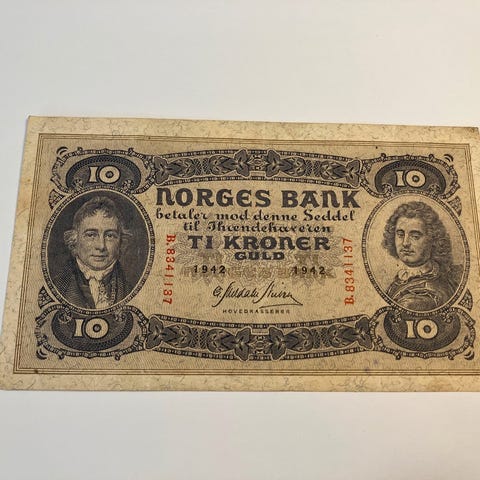 10 10
NORGES BANK
betaler mod denne Seddel
til Ihændehaveren
TI KRONER
GULD
B.8341137
B.8341137
1942 1942
HOVEDKASSERER
10 10